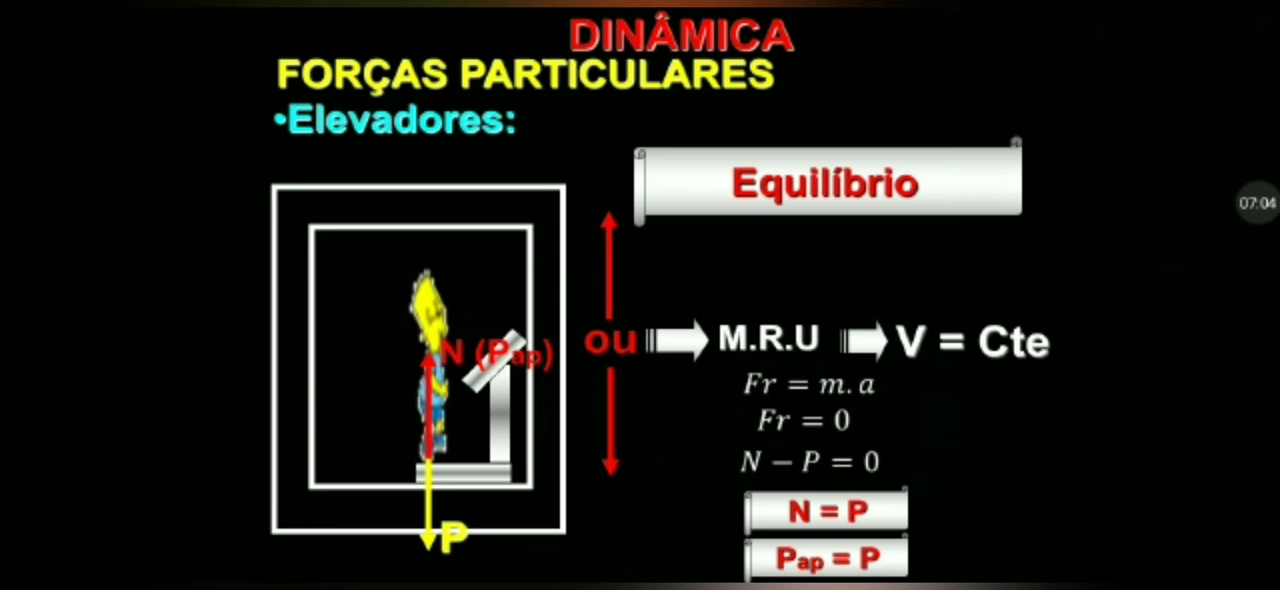 DINÂMICA
FORÇAS PARTICULARES
•Elevadores:
Equilíbrio
07:04
N (Pap)
ou
M.R.U
V = Cte
Fr = m. a
Fr = 0
N − P = 0
N = P
P
Pap = P